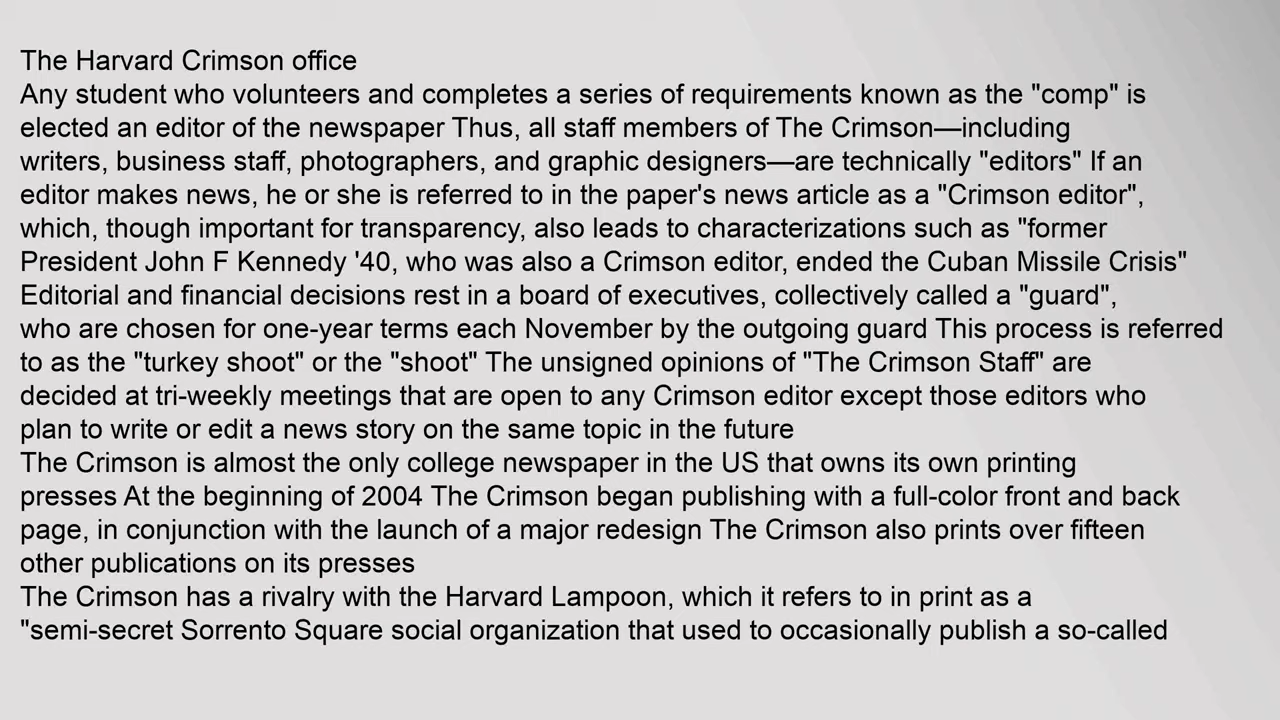 The Harvard Crimson office
Any student who volunteers and completes a series of requirements known as the "comp" is
elected an editor of the newspaper Thus, all staff members of The Crimson—including
writers, business staff, photographers, and graphic designers—are technically "editors" If an
editor makes news, he or she is referred to in the paper's news article as a "Crimson editor",
which, though important for transparency, also leads to characterizations such as "former
President John F Kennedy '40, who was also a Crimson editor, ended the Cuban Missile Crisis"
Editorial and financial decisions rest in a board of executives, collectively called a "guard",
who are chosen for one-year terms each November by the outgoing guard This process is referred
to as the "turkey shoot" or the "shoot" The unsigned opinions of "The Crimson Staff" are
decided at tri-weekly meetings that are open to any Crimson editor except those editors who
plan to write or edit a news story on the same topic in the future
The Crimson is almost the only college newspaper in the US that owns its own printing
presses At the beginning of 2004 The Crimson began publishing with a full-color front and back
page, in conjunction with the launch of a major redesign The Crimson also prints over fifteen
other publications on its presses
The Crimson has a rivalry with the Harvard Lampoon, which it refers to in print as a
"semi-secret Sorrento Square social organization that used to occasionally publish a so-called